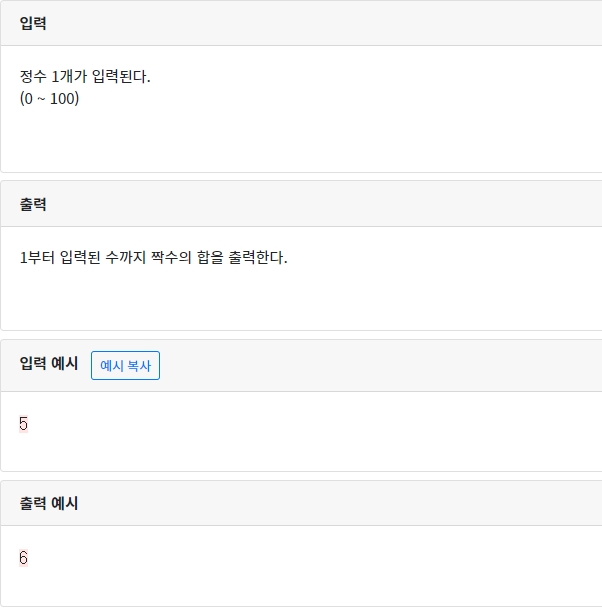 입력
정수 1개가 입력된다.
(0 ~ 100)
출력
1부터 입력된 수까지 짝수의 합을 출력한다.
입력 예시 예시 복사
5
출력 예시
6